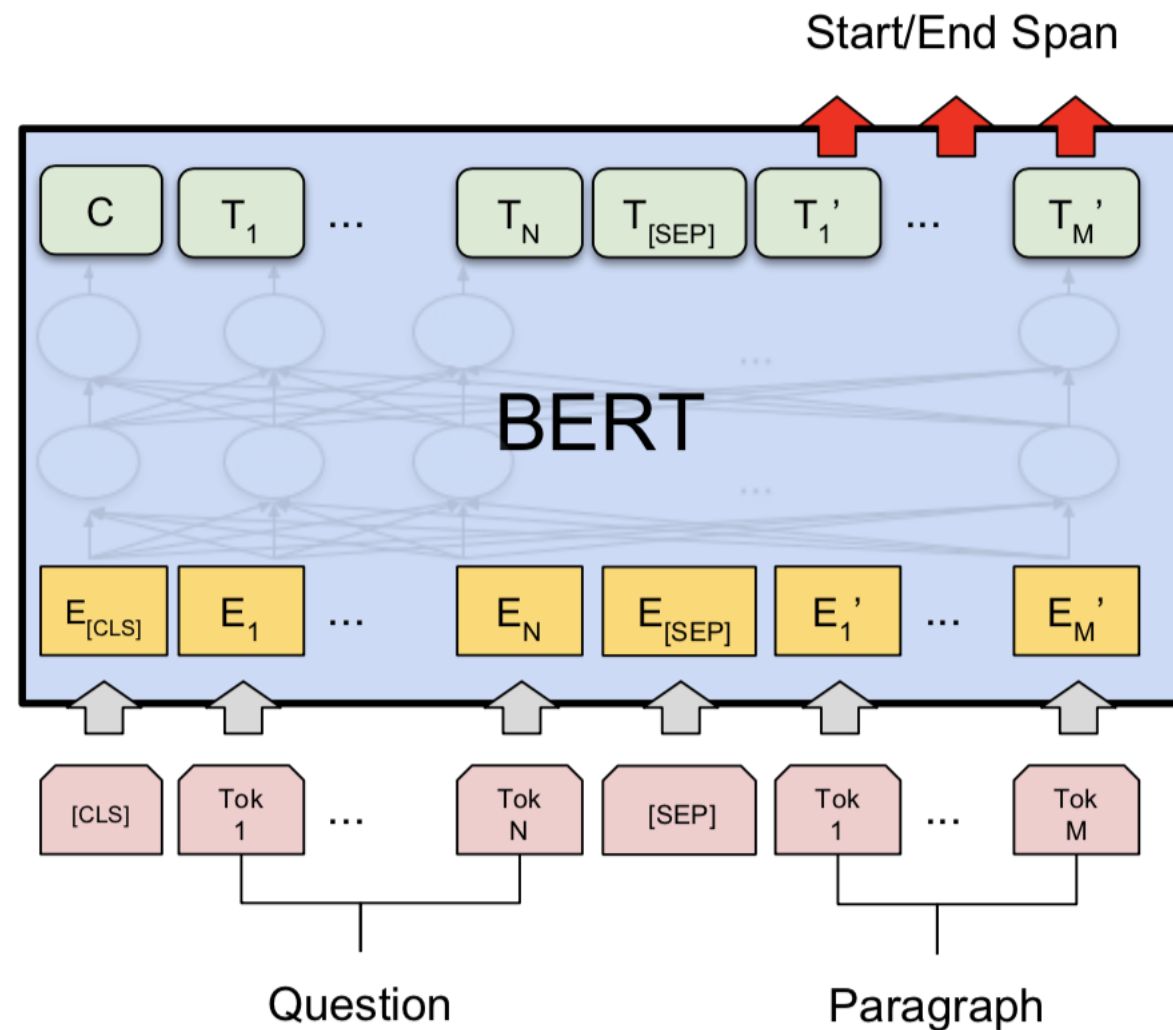 Start/End Span
C T1 ... TN T[SEP] T1’ ... TM’
...
BERT
...
E[CLS] E1 ... EN E[SEP] E1’ ... EM’
[CLS] Tok 1 ... Tok N [SEP] Tok 1 ... Tok M
Question Paragraph